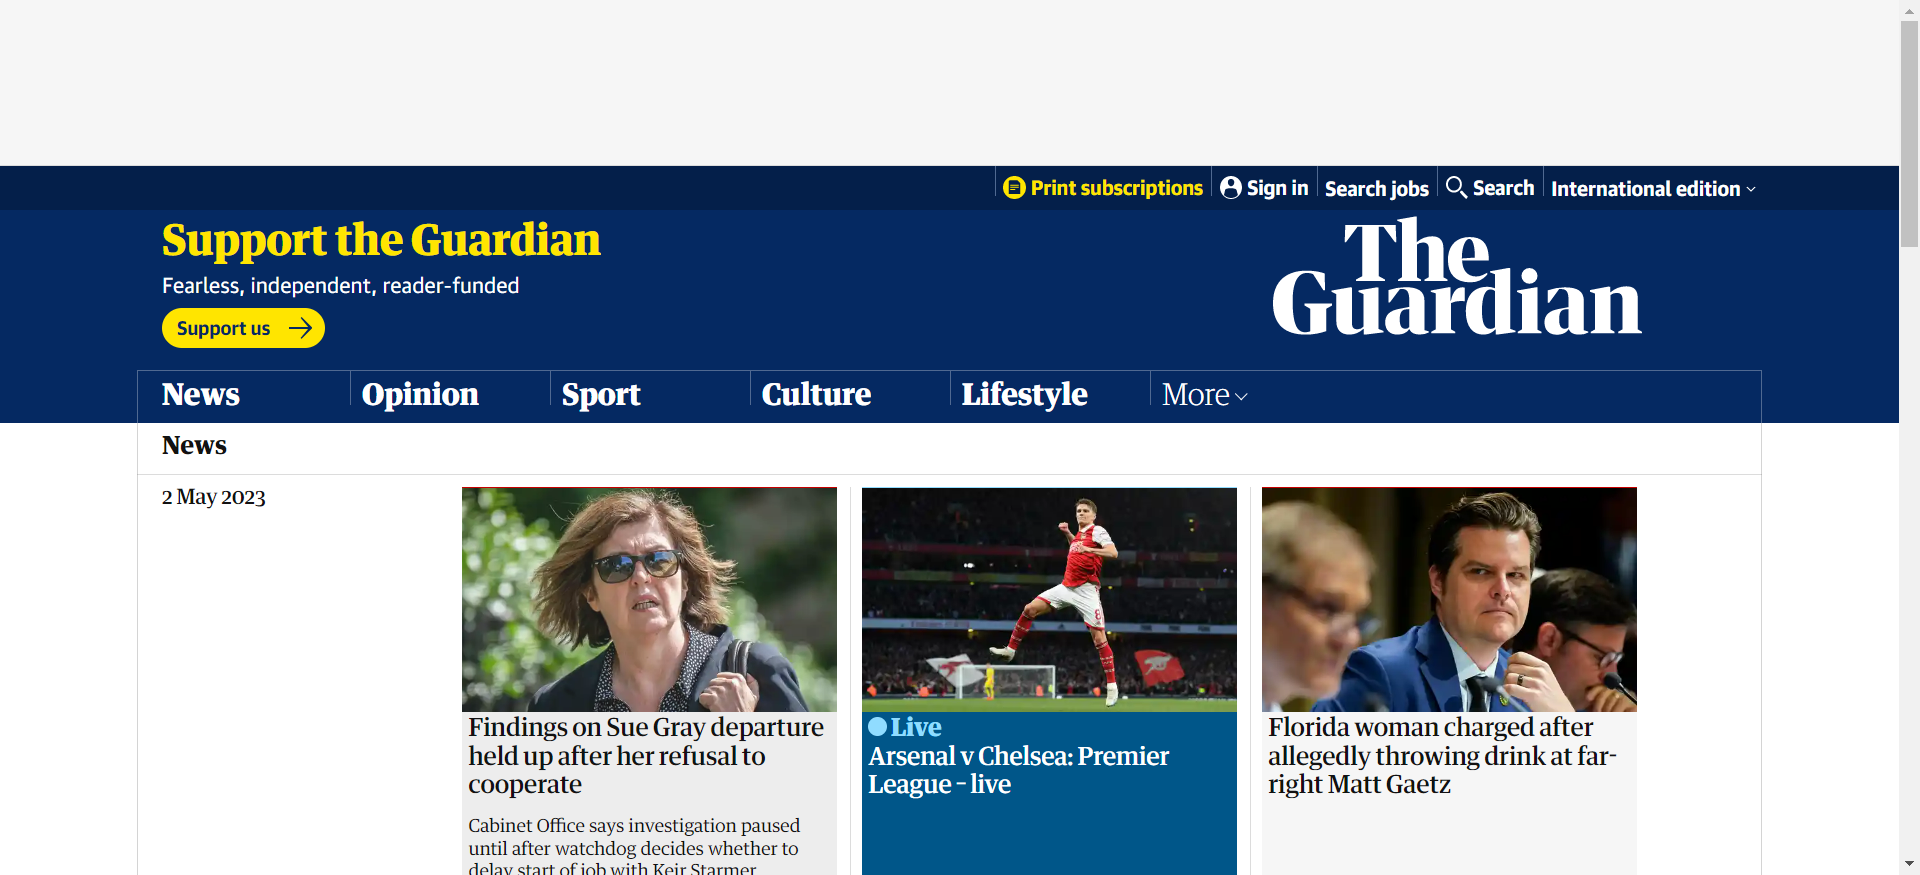 Print subscriptions
Sign in
Search jobs
Search
International edition
Support the Guardian
Fearless, independent, reader-funded
Support us
The
Guardian
News
Opinion
Sport
Culture
Lifestyle
More
News
2 May 2023
Findings on Sue Gray departure
held up after her refusal to
cooperate
Cabinet Office says investigation paused
until after watchdog decides whether to
delay start of job with Keir Starmer
Live
Arsenal v Chelsea: Premier
League – live
Florida woman charged after
allegedly throwing drink at far-
right Matt Gaetz